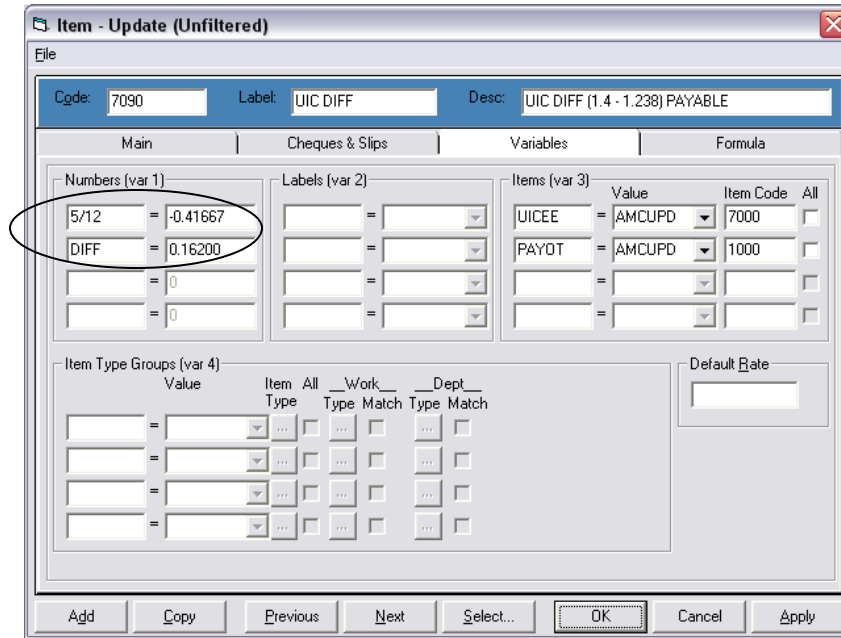 Item - Update (Unfiltered)
File
Code: 7090 Label: UIC DIFF Desc: UIC DIFF (1.4 - 1.238) PAYABLE
Main Cheques & Slips Variables Formula
Numbers (var 1) Labels (var 2) Items (var 3)
Value Item Code All
5/12 = -0.41667 = UICEE = AMCUPD 7000
DIFF = 0.16200 = PAYOT = AMCUPD 1000
= 0 = =
= 0 = =
Item Type Groups (var 4) Default Rate
Value Item Type All __Work__ Type Match __Dept__ Type Match
= ... ... ...
= ... ... ...
= ... ... ...
= ... ... ...
Add Copy Previous Next Select... OK Cancel Apply